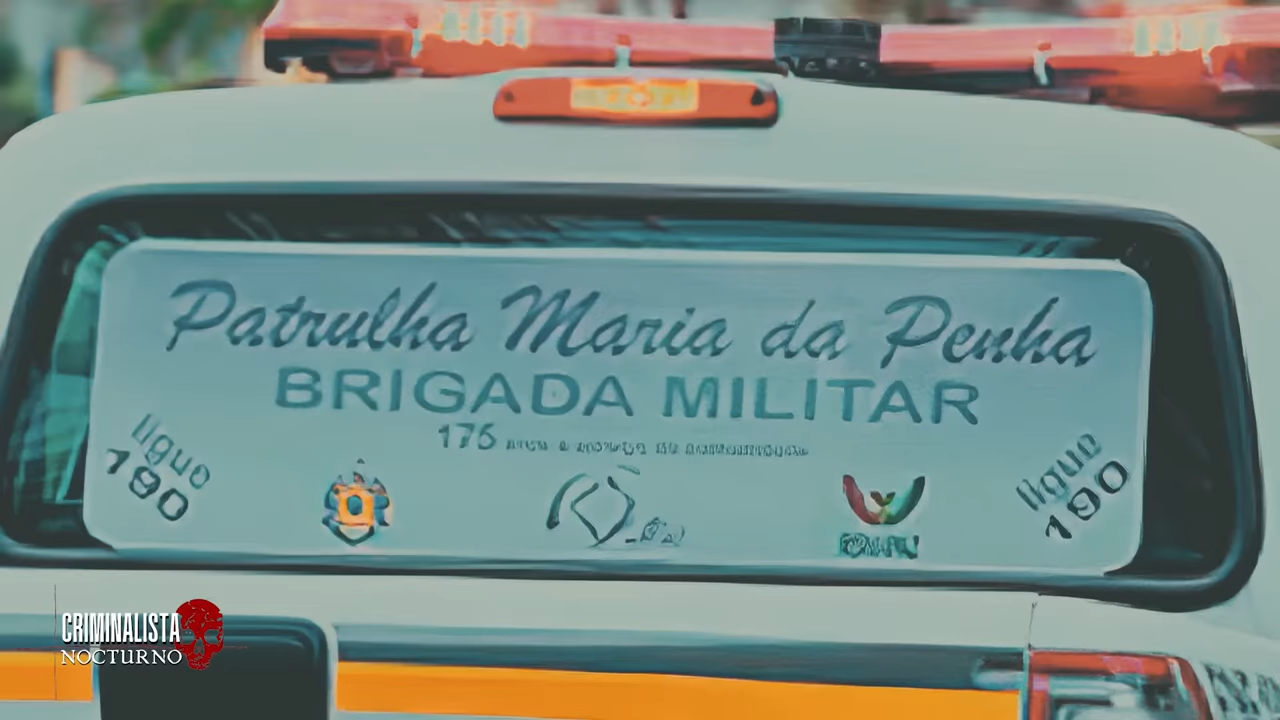 Patrulha Maria da Penha
BRIGADA MILITAR
175
ligue
190
ligue
190
CRIMINALISTA
NOCTURNO